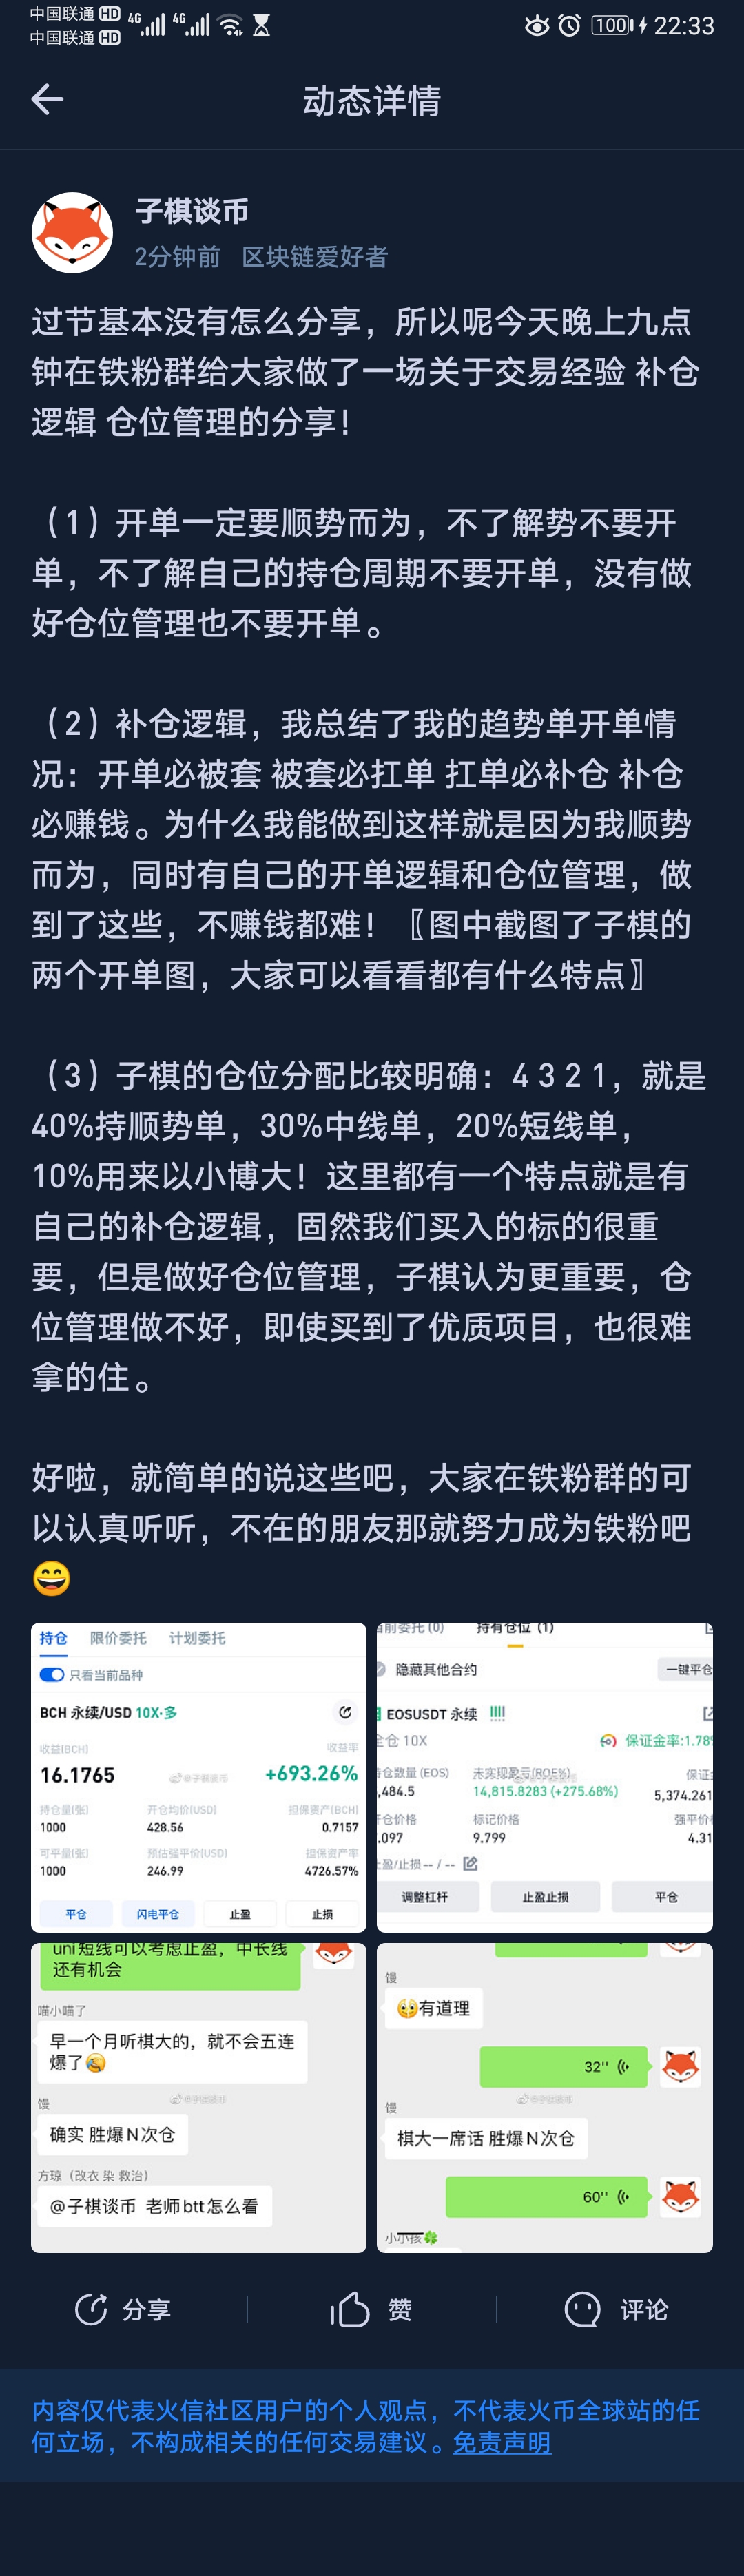 中国联通 HD 4G 4G 100 22:33
中国联通 HD
动态详情
子棋谈币
2分钟前 区块链爱好者
过节基本没有怎么分享，所以呢今天晚上九点
钟在铁粉群给大家做了一场关于交易经验 补仓
逻辑 仓位管理的分享！
（1）开单一定要顺势而为，不了解势不要开
单，不了解自己的持仓周期不要开单，没有做
好仓位管理也不要开单。
（2）补仓逻辑，我总结了我的趋势单开单情
况：开单必被套 被套必扛单 扛单必补仓 补仓
必赚钱。为什么我能做到这样就是因为我顺势
而为，同时有自己的开单逻辑和仓位管理，做
到了这些，不赚钱都难！〖图中截图了子棋的
两个开单图，大家可以看看都有什么特点〗
（3）子棋的仓位分配比较明确：4 3 2 1，就是
40%持顺势单，30%中线单，20%短线单，
10%用来以小博大！这里都有一个特点就是有
自己的补仓逻辑，固然我们买入的标的很重
要，但是做好仓位管理，子棋认为更重要，仓
位管理做不好，即使买到了优质项目，也很难
拿的住。
好啦，就简单的说这些吧，大家在铁粉群的可
以认真听听，不在的朋友那就努力成为铁粉吧
😄
持仓 限价委托 计划委托
只看当前品种
BCH 永续/USD 10X·多
收益(BCH) 收益率
16.1765 @子棋谈币 +693.26%
持仓量(张) 开仓均价(USD) 担保资产(BCH)
1000 428.56 0.7157
可平量(张) 预估强平价(USD) 担保资产率
1000 246.99 4726.57%
平仓 闪电平仓 止盈 止损
当前委托 (0) 持有仓位 (1)
隐藏其他合约 一键平仓
EOSUSDT 永续
全仓 10X 保证金率:1.78%
持仓数量 (EOS) 未实现盈亏(ROE%) 保证金
,484.5 14,815.8283 (+275.68%) 5,374.261
开仓价格 标记价格 强平价格
.097 9.799 4.31
止盈/止损 -- / --
调整杠杆 止盈止损 平仓
uni短线可以考虑止盈，中长线
还有机会
喵小喵了
早一个月听棋大的，就不会五连
爆了
@子棋谈币
馒
确实 胜爆N次仓
方琼（改衣 染 救治）
@子棋谈币 老师btt怎么看
馒
有道理
32''
@子棋谈币
馒
棋大一席话 胜爆N次仓
60''
小小孩🍀
分享 赞 评论
内容仅代表火信社区用户的个人观点，不代表火币全球站的任
何立场，不构成相关的任何交易建议。免责声明